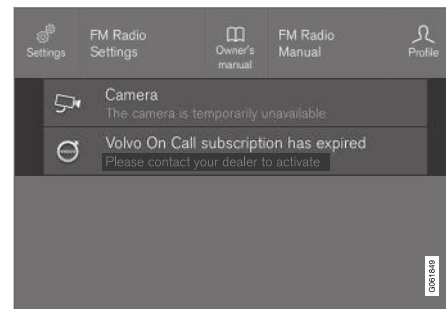 Settings
FM Radio
Settings
Owner's
manual
FM Radio
Manual
Profile
Camera
The camera is temporarily unavailable
Volvo On Call subscription has expired
Please contact your dealer to activate
G061849